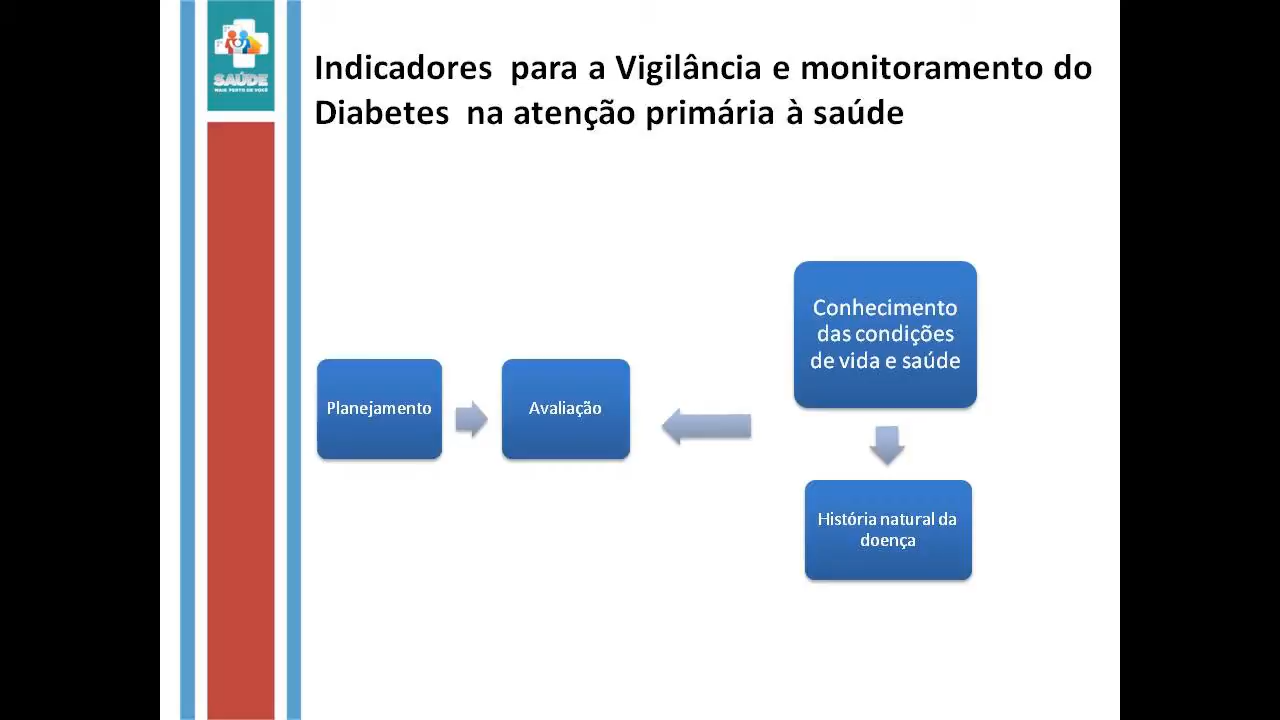 SAÚDE
MAIS PERTO DE VOCÊ
Indicadores para a Vigilância e monitoramento do
Diabetes na atenção primária à saúde
Conhecimento
das condições
de vida e saúde
Planejamento
Avaliação
História natural da
doença